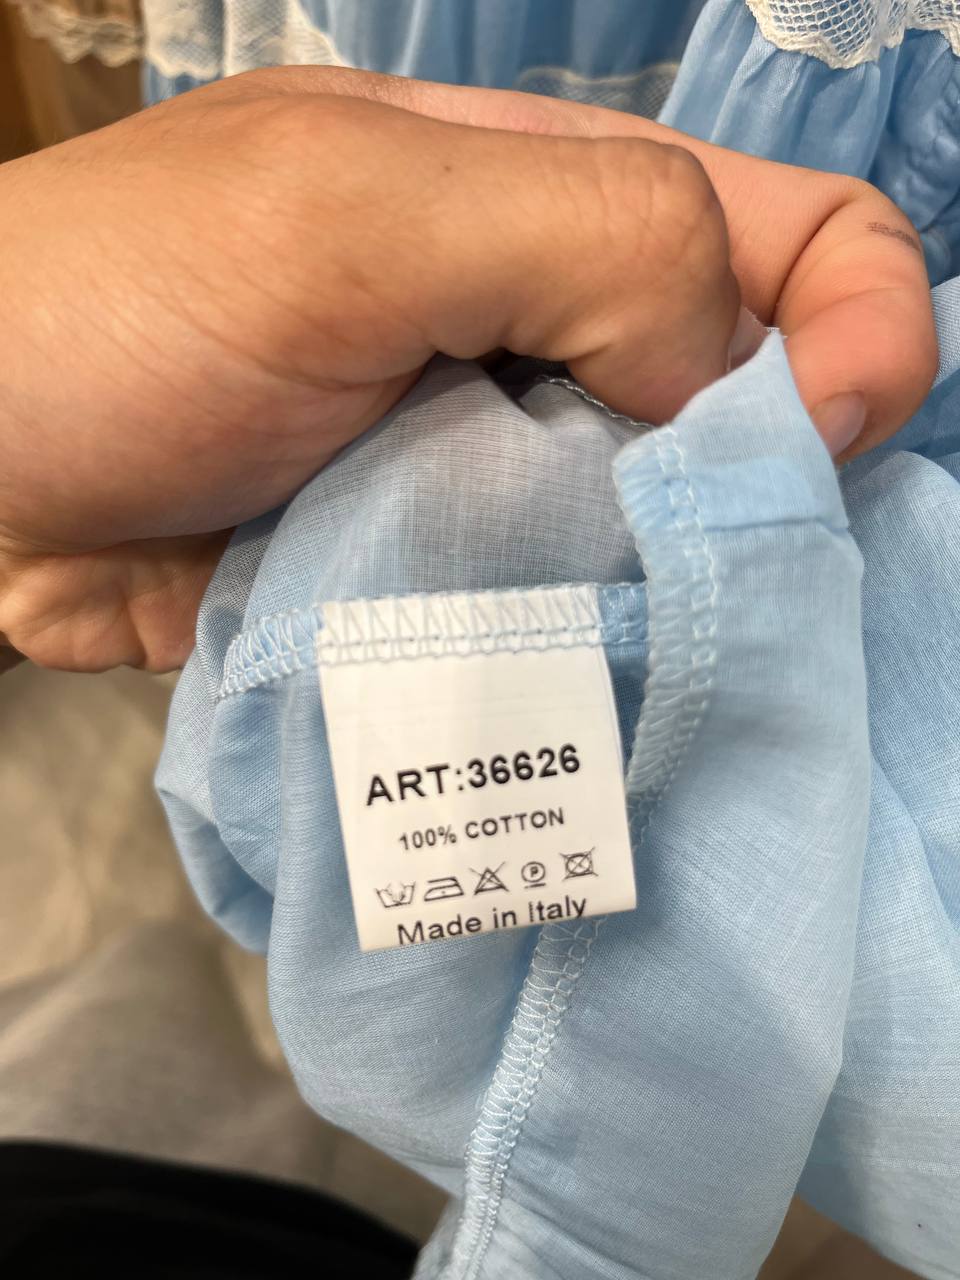 ART:36626
100% COTTON
P
Made in Italy